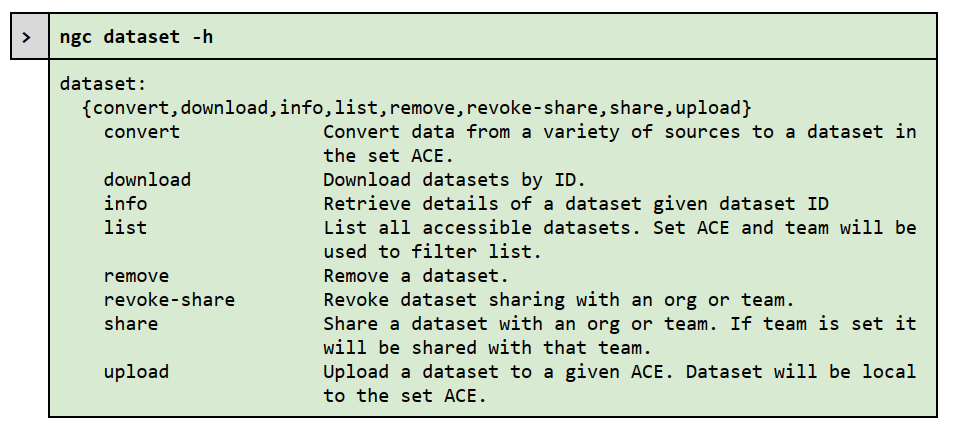 > ngc dataset -h
dataset:
{convert,download,info,list,remove,revoke-share,share,upload}
convert Convert data from a variety of sources to a dataset in
the set ACE.
download Download datasets by ID.
info Retrieve details of a dataset given dataset ID
list List all accessible datasets. Set ACE and team will be
used to filter list.
remove Remove a dataset.
revoke-share Revoke dataset sharing with an org or team.
share Share a dataset with an org or team. If team is set it
will be shared with that team.
upload Upload a dataset to a given ACE. Dataset will be local
to the set ACE.